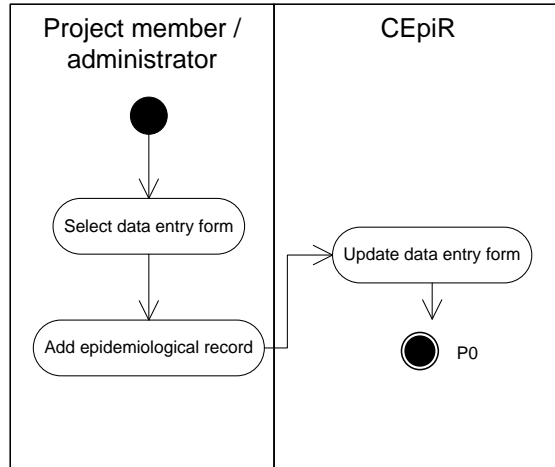 Project member /
administrator
CEpiR
Select data entry form
Update data entry form
Add epidemiological record
P0